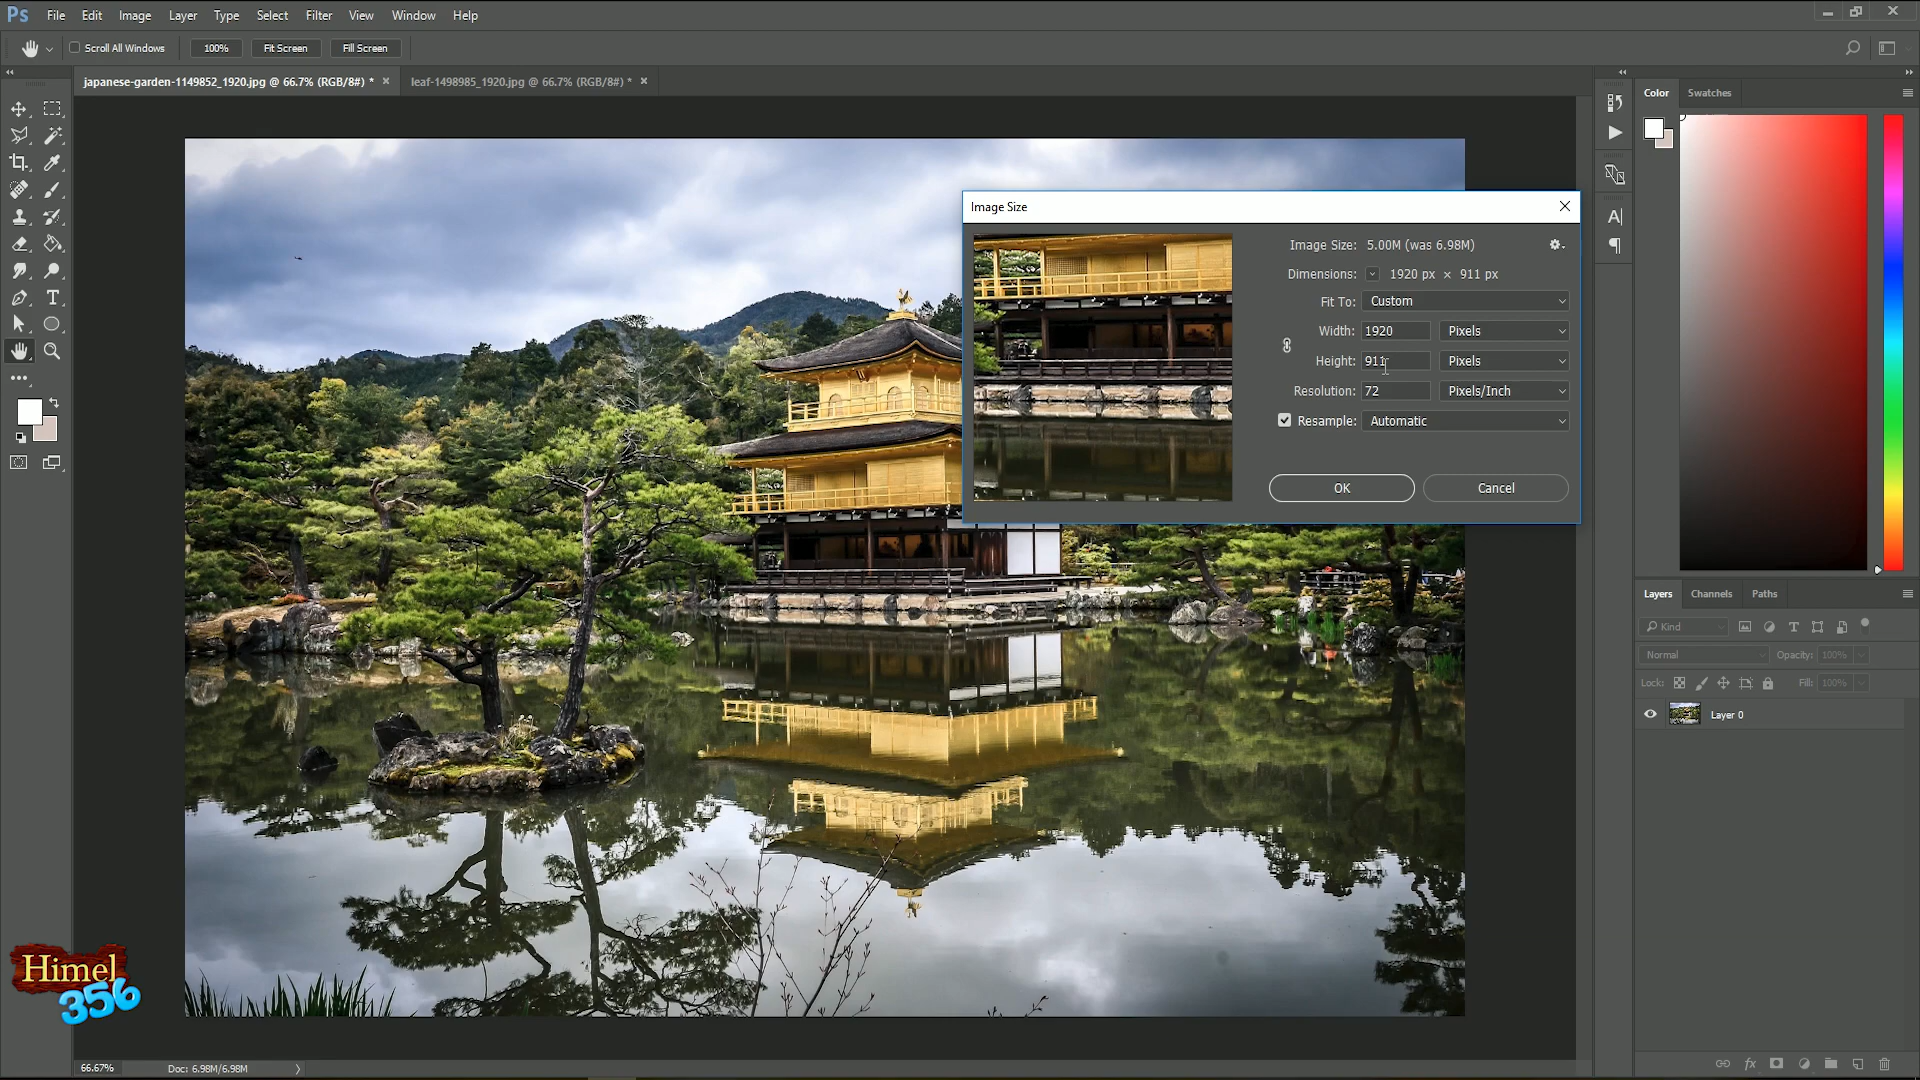 Ps File Edit Image Layer Type Select Filter View Window Help
Scroll All Windows 100% Fit Screen Fill Screen
japanese-garden-1149852_1920.jpg @ 66.7% (RGB/8#) * × leaf-1498985_1920.jpg @ 66.7% (RGB/8#) * ×
Color Swatches
Image Size
Image Size: 5.00M (was 6.98M)
Dimensions: 1920 px × 911 px
Fit To: Custom
Width: 1920 Pixels
Height: 911 Pixels
Resolution: 72 Pixels/Inch
Resample: Automatic
OK Cancel
Layers Channels Paths
Kind
Normal Opacity: 100%
Lock: Fill: 100%
Layer 0
Himel
356
66.67% Doc: 6.98M/6.98M
fx